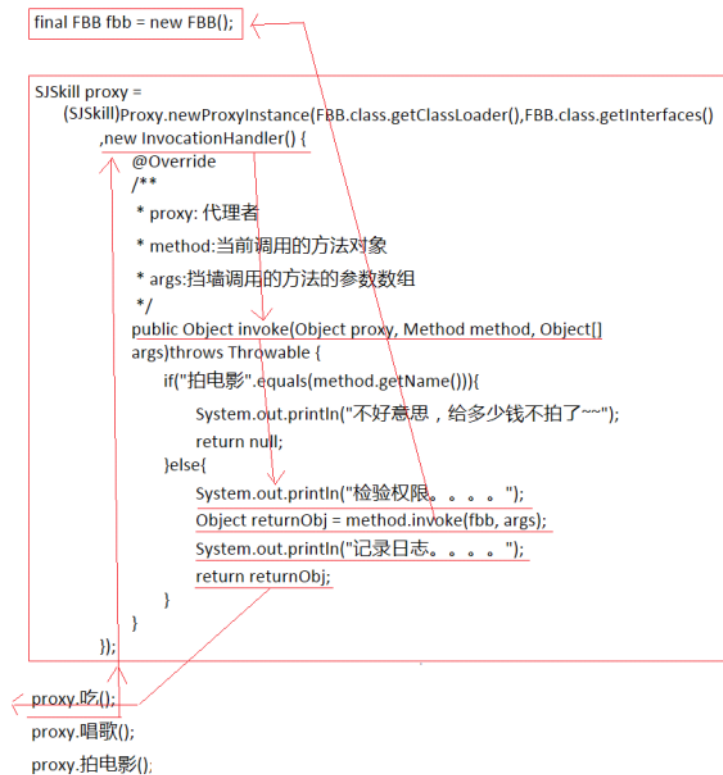 final FBB fbb = new FBB();
SJSkill proxy =
(SJSkill)Proxy.newProxyInstance(FBB.class.getClassLoader(),FBB.class.getInterfaces()
,new InvocationHandler() {
@Override
/**
* proxy: 代理者
* method:当前调用的方法对象
* args:挡墙调用的方法的参数数组
*/
public Object invoke(Object proxy, Method method, Object[]
args)throws Throwable {
if("拍电影".equals(method.getName())){
System.out.println("不好意思，给多少钱不拍了~~");
return null;
}else{
System.out.println("检验权限。。。。");
Object returnObj = method.invoke(fbb, args);
System.out.println("记录日志。。。。");
return returnObj;
}
}
});
proxy.吃();
proxy.唱歌();
proxy.拍电影();